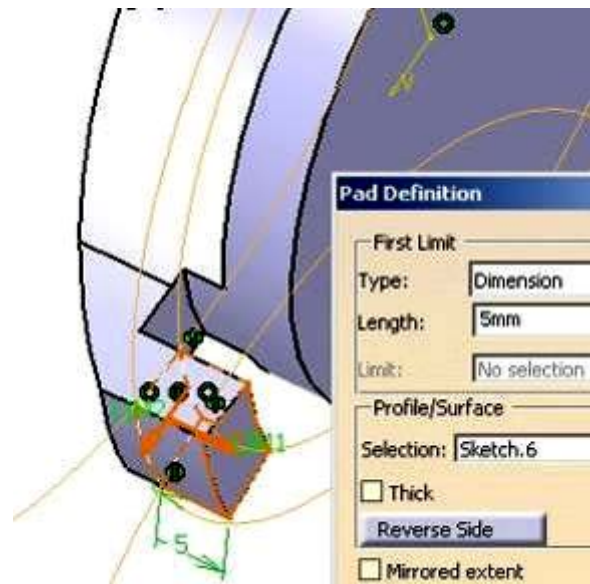 Pad Definition
First Limit
Type: Dimension
Length: 5mm
Limit: No selection
Profile/Surface
Selection: Sketch.6
Thick
Reverse Side
Mirrored extent
5